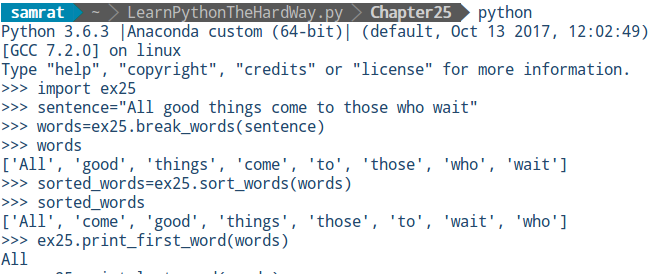 samrat ~ LearnPythonTheHardWay.py Chapter25 python
Python 3.6.3 |Anaconda custom (64-bit)| (default, Oct 13 2017, 12:02:49)
[GCC 7.2.0] on linux
Type "help", "copyright", "credits" or "license" for more information.
>>> import ex25
>>> sentence="All good things come to those who wait"
>>> words=ex25.break_words(sentence)
>>> words
['All', 'good', 'things', 'come', 'to', 'those', 'who', 'wait']
>>> sorted_words=ex25.sort_words(words)
>>> sorted_words
['All', 'come', 'good', 'things', 'those', 'to', 'wait', 'who']
>>> ex25.print_first_word(words)
All